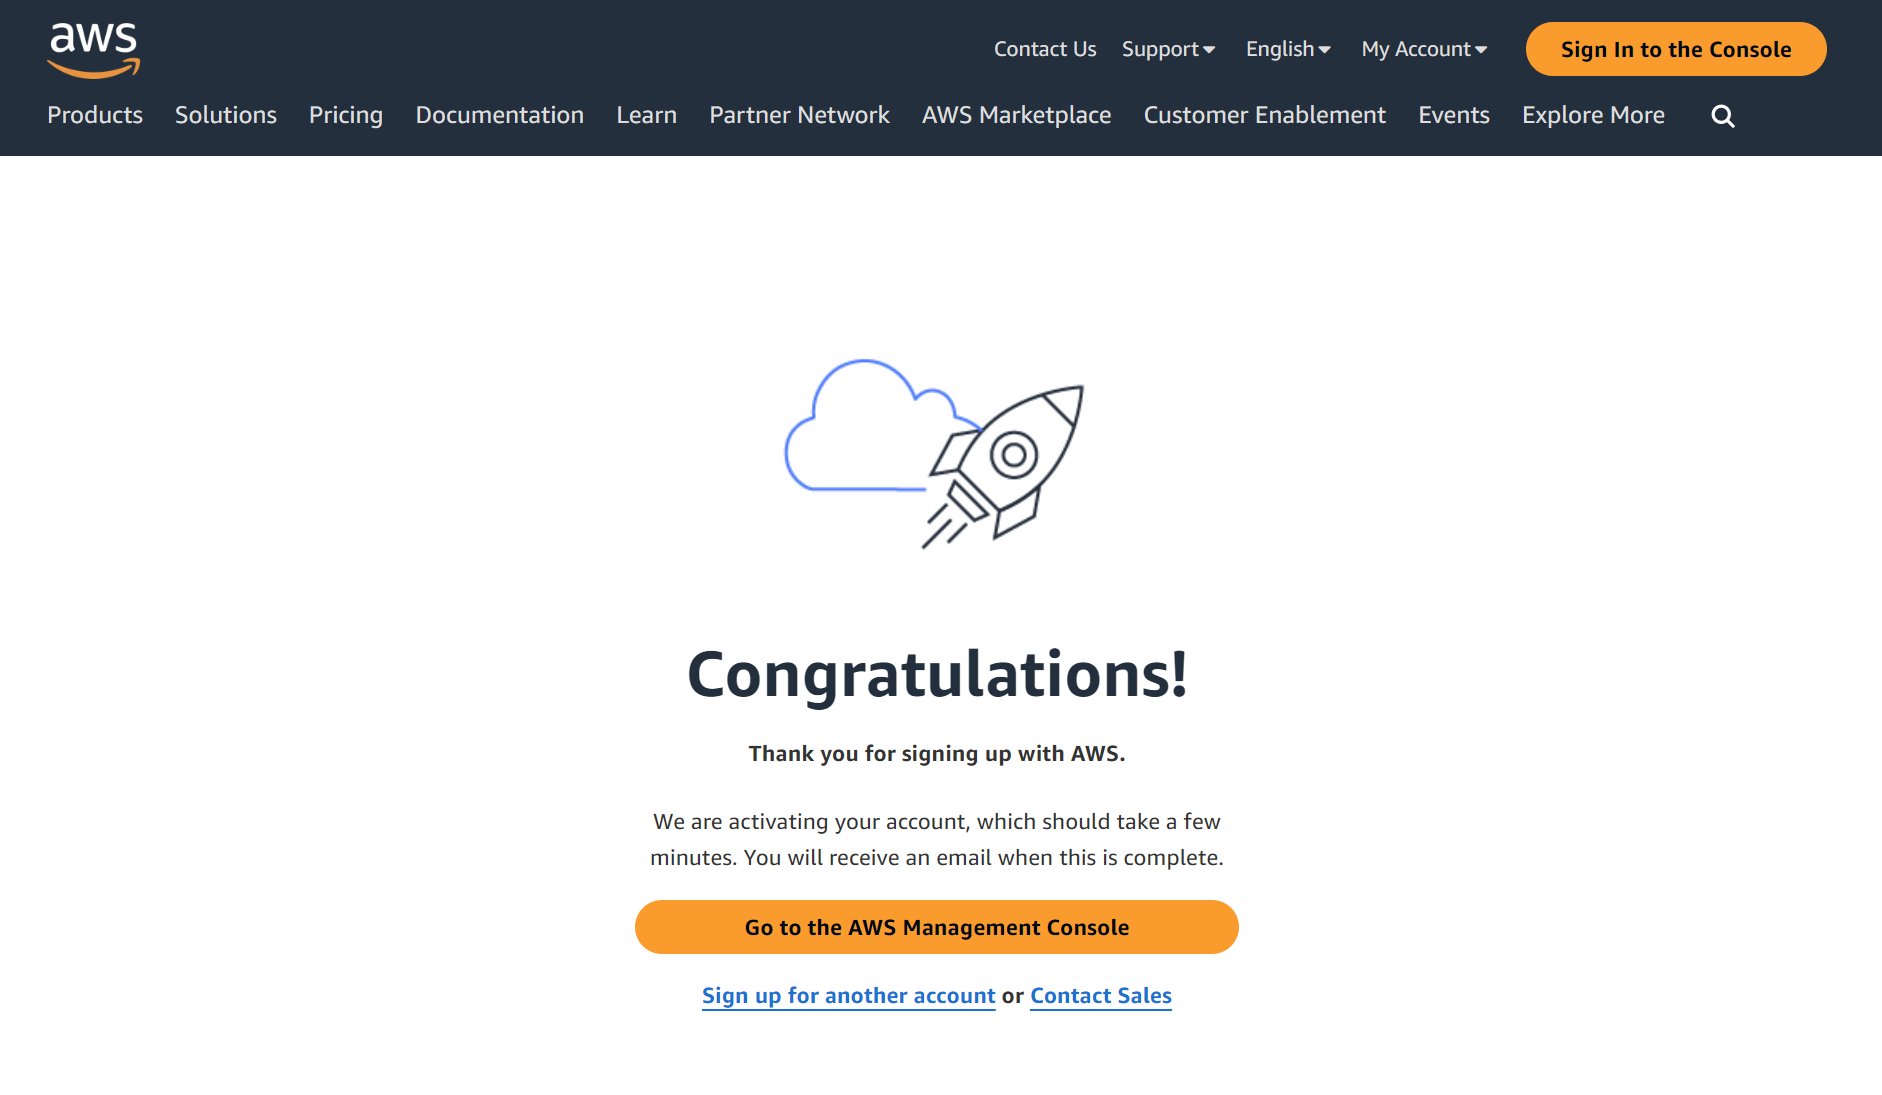 aws
Contact Us Support English My Account Sign In to the Console
Products Solutions Pricing Documentation Learn Partner Network AWS Marketplace Customer Enablement Events Explore More
Congratulations!
Thank you for signing up with AWS.
We are activating your account, which should take a few
minutes. You will receive an email when this is complete.
Go to the AWS Management Console
Sign up for another account or Contact Sales